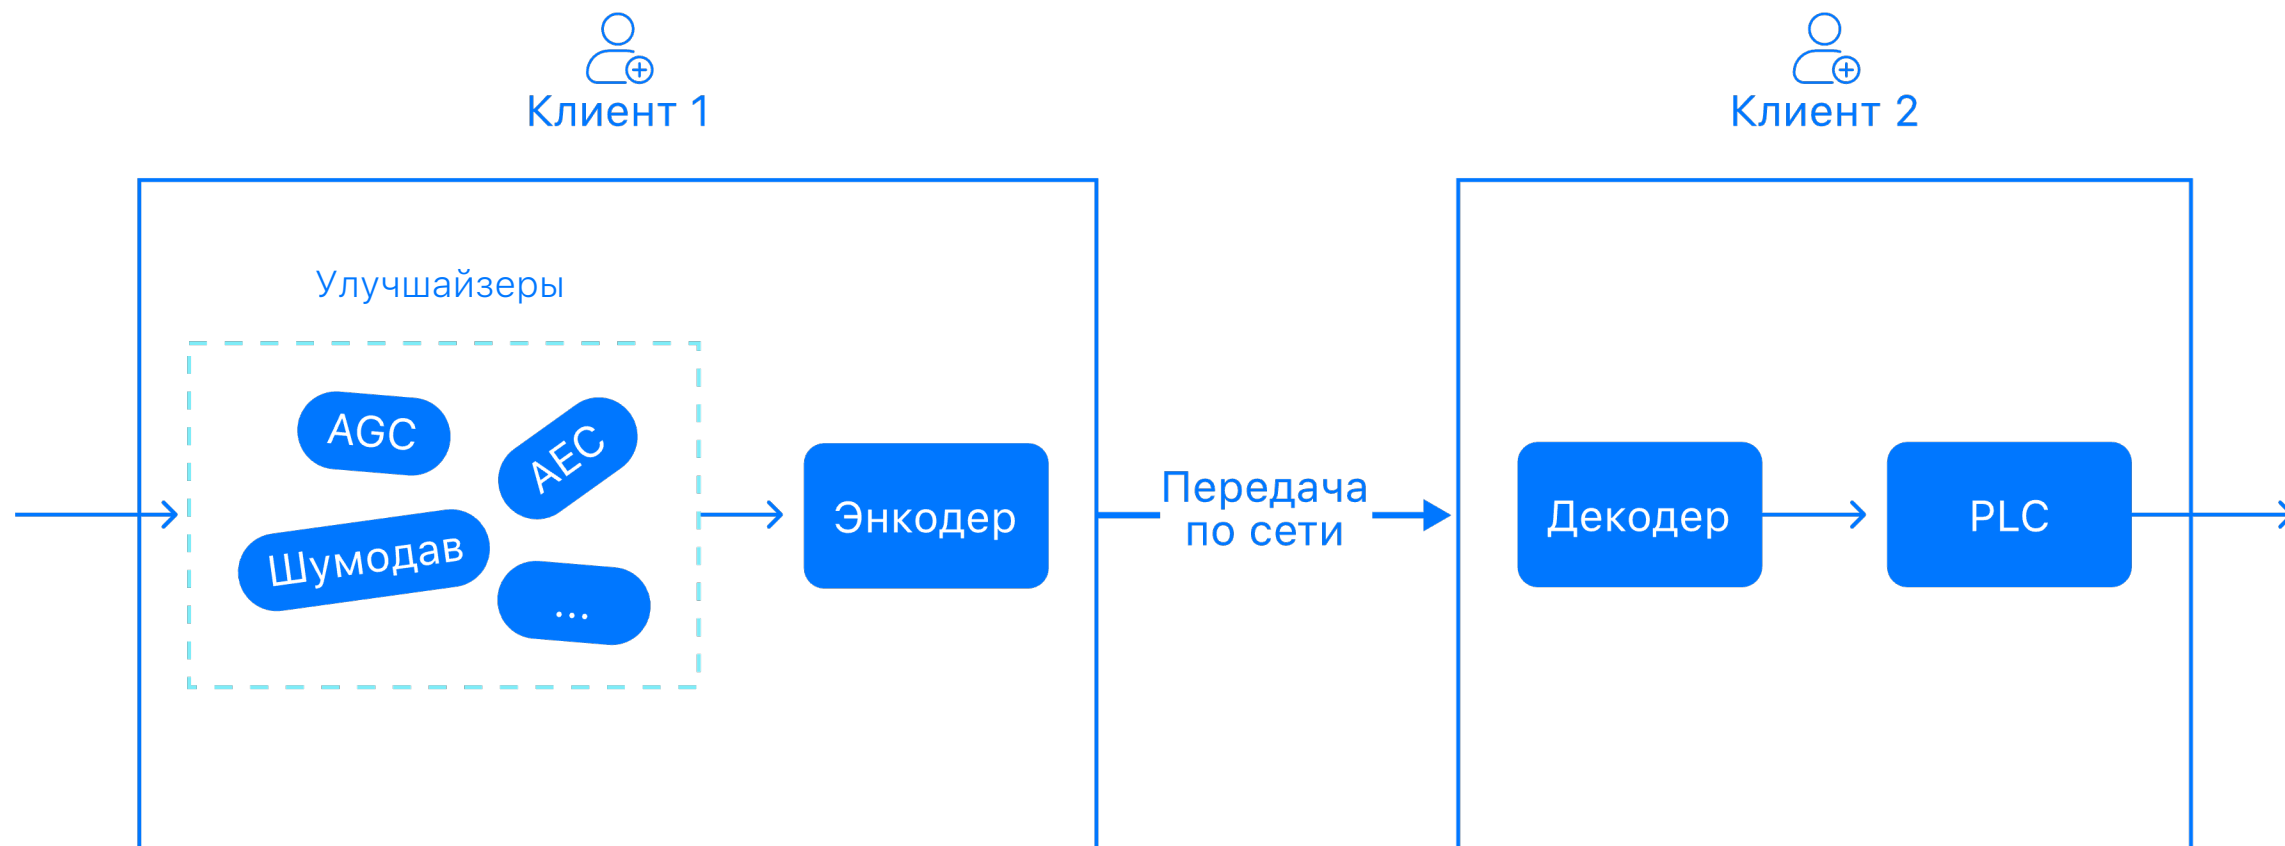 Клиент 1
Клиент 2
Улучшайзеры
AGC
AEC
Шумодав
...
Энкодер
Передача
по сети
Декодер
PLC